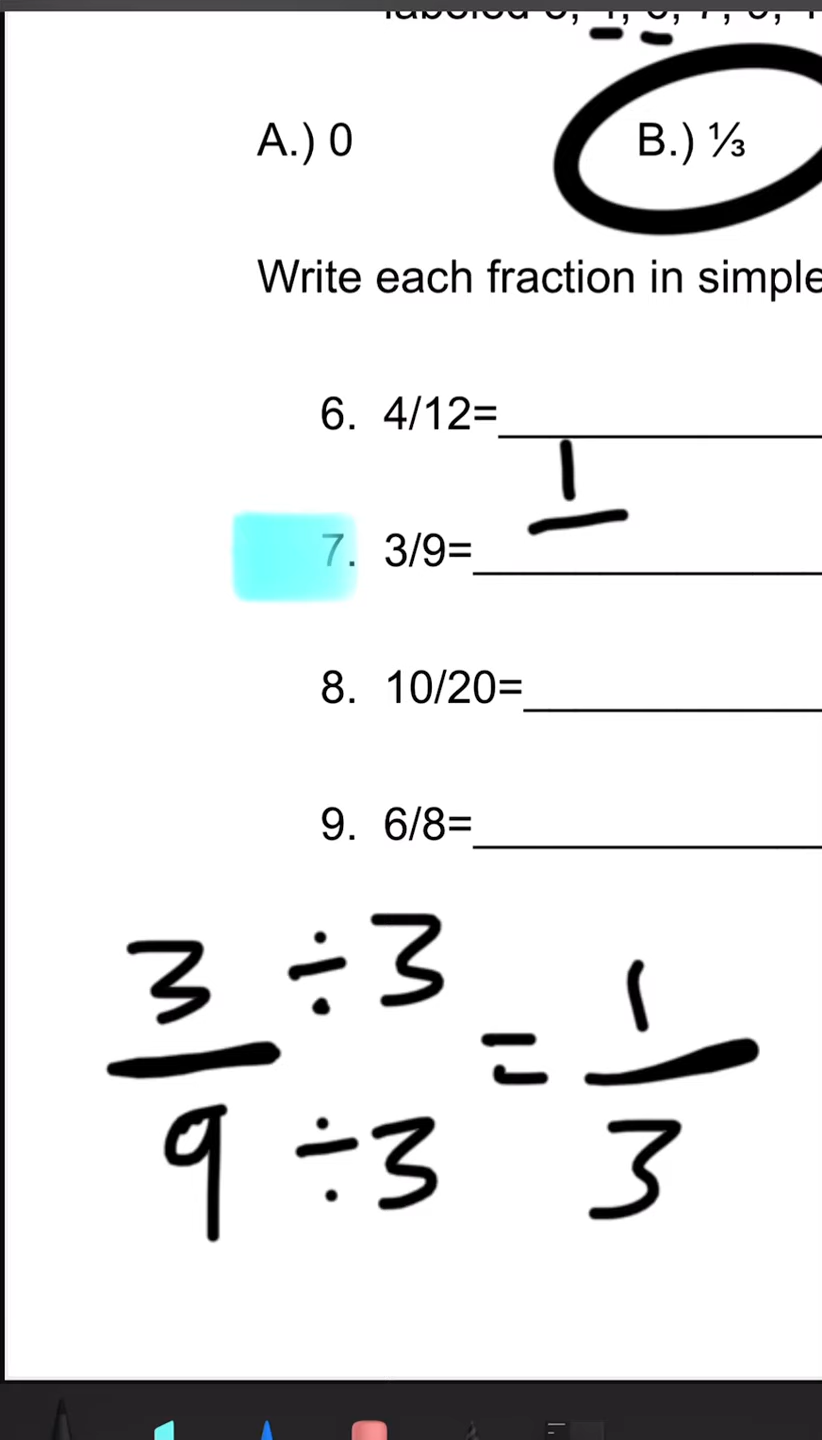 A.) 0 B.) ⅓
Write each fraction in simple
6. 4/12=
1
7. 3/9=
8. 10/20=
9. 6/8=
3 ÷3 = 1
9 ÷3 3